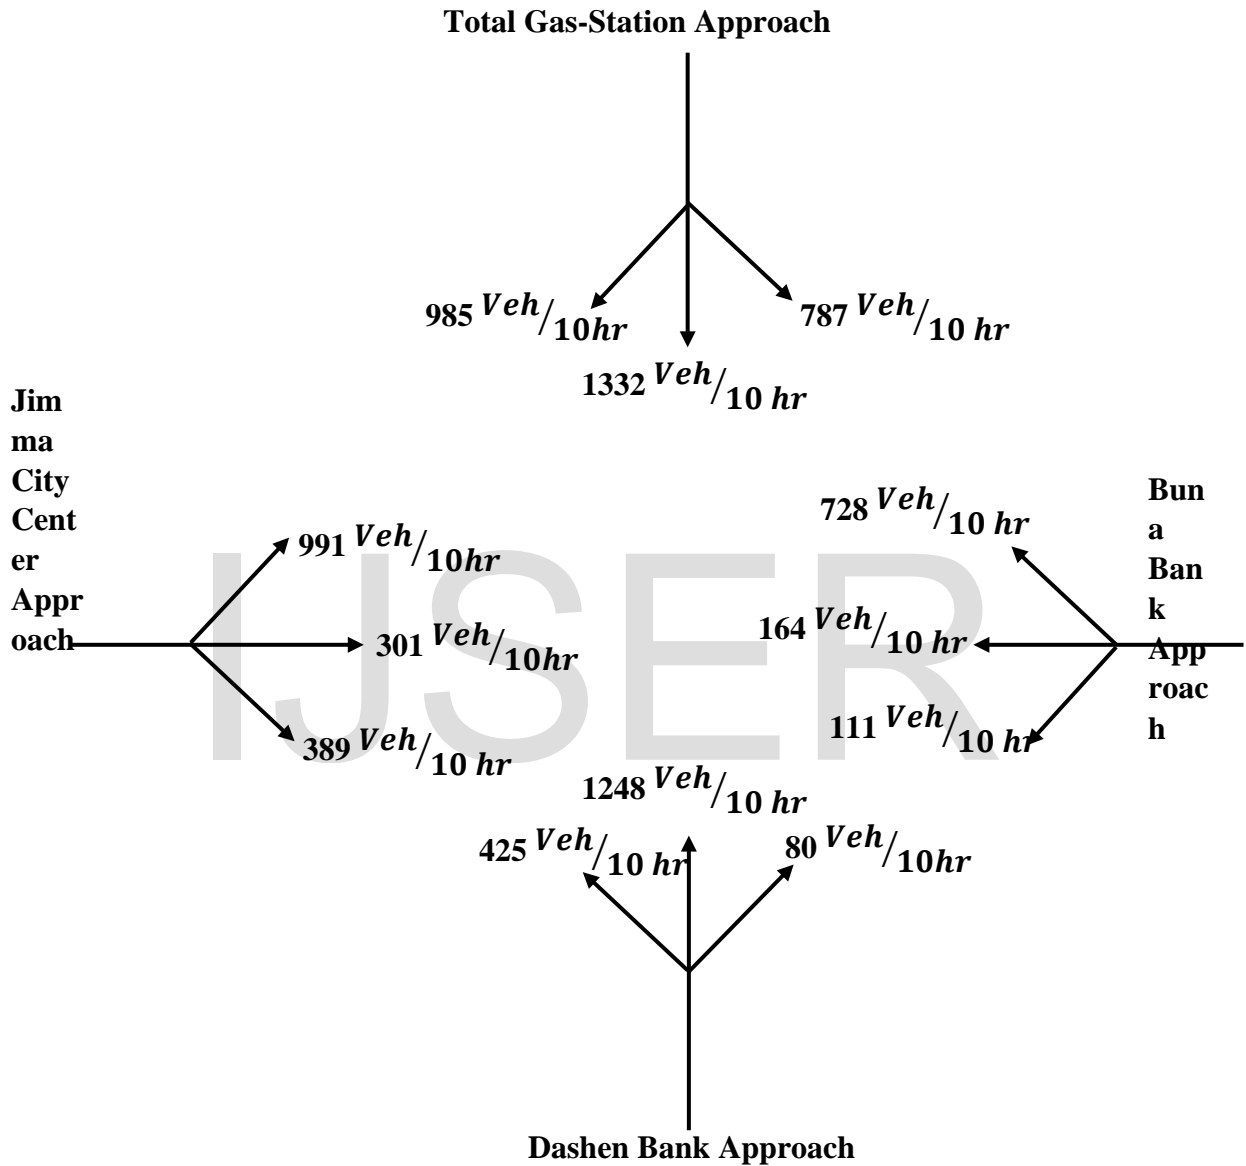 Total Gas-Station Approach
985 Veh/10hr
787 Veh/10 hr
1332 Veh/10 hr
Jim
ma
City
Cent
er
Appr
oach
991 Veh/10hr
301 Veh/10hr
389 Veh/10 hr
728 Veh/10 hr
164 Veh/10 hr
111 Veh/10 hr
Bun
a
Ban
k
App
roac
h
IJSER
1248 Veh/10 hr
425 Veh/10 hr
80 Veh/10hr
Dashen Bank Approach